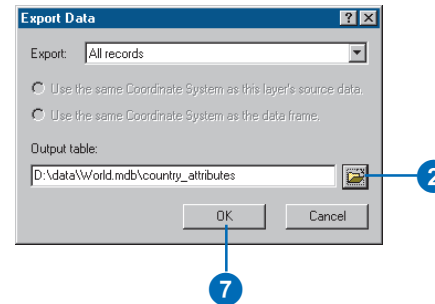 Export Data
Export: All records
Use the same Coordinate System as this layer's source data.
Use the same Coordinate System as the data frame.
Output table:
D:\data\World.mdb\country_attributes
2
OK Cancel
7